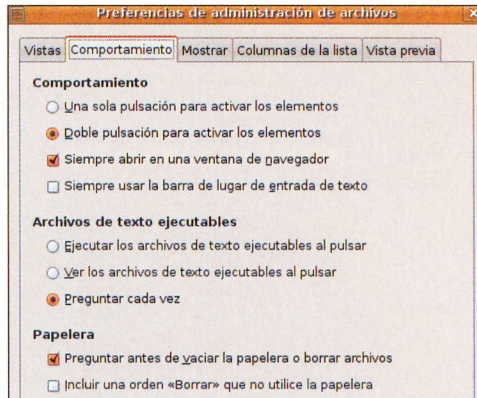 Preferencias de administración de archivos
Vistas Comportamiento Mostrar Columnas de la lista Vista previa
Comportamiento
Una sola pulsación para activar los elementos
Doble pulsación para activar los elementos
Siempre abrir en una ventana de navegador
Siempre usar la barra de lugar de entrada de texto
Archivos de texto ejecutables
Ejecutar los archivos de texto ejecutables al pulsar
Ver los archivos de texto ejecutables al pulsar
Preguntar cada vez
Papelera
Preguntar antes de vaciar la papelera o borrar archivos
Incluir una orden «Borrar» que no utilice la papelera